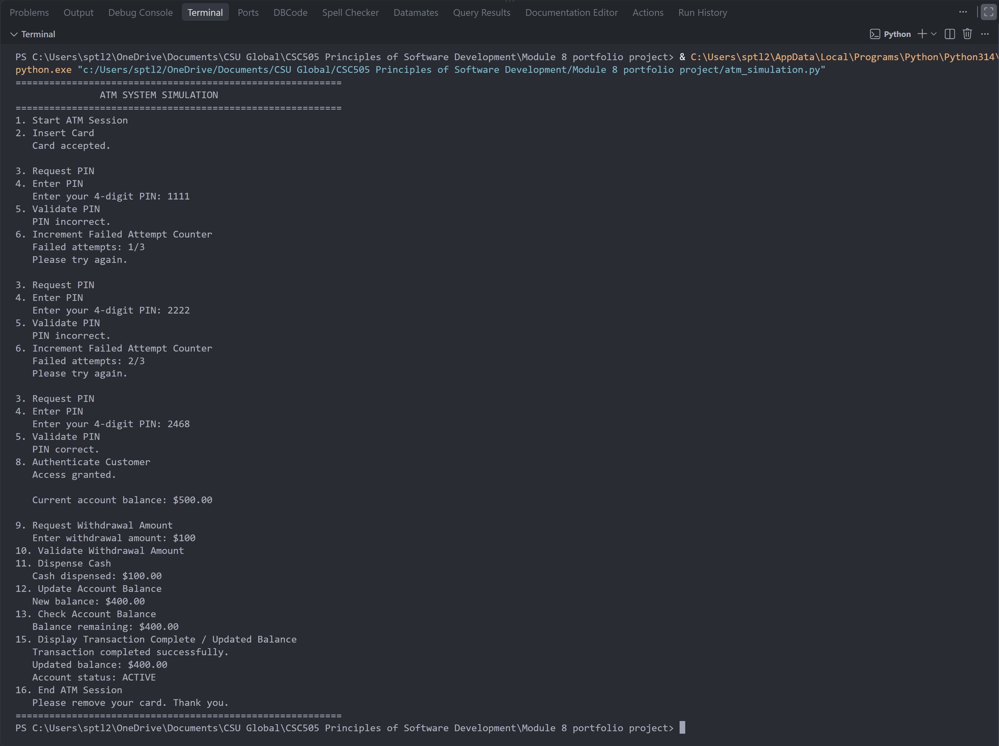 Problems Output Debug Console Terminal Ports DBCode Spell Checker Datamates Query Results Documentation Editor Actions Run History
Terminal
Python
PS C:\Users\sptl2\OneDrive\Documents\CSU Global\CSC505 Principles of Software Development\Module 8 portfolio project> & C:\Users\sptl2\AppData\Local\Programs\Python\Python314\
python.exe "c:/Users/sptl2/OneDrive/Documents/CSU Global/CSC505 Principles of Software Development/Module 8 portfolio project/atm_simulation.py"
==========================================================
               ATM SYSTEM SIMULATION
==========================================================
1. Start ATM Session
2. Insert Card
   Card accepted.

3. Request PIN
4. Enter PIN
   Enter your 4-digit PIN: 1111
5. Validate PIN
   PIN incorrect.
6. Increment Failed Attempt Counter
   Failed attempts: 1/3
   Please try again.

3. Request PIN
4. Enter PIN
   Enter your 4-digit PIN: 2222
5. Validate PIN
   PIN incorrect.
6. Increment Failed Attempt Counter
   Failed attempts: 2/3
   Please try again.

3. Request PIN
4. Enter PIN
   Enter your 4-digit PIN: 2468
5. Validate PIN
   PIN correct.
8. Authenticate Customer
   Access granted.

   Current account balance: $500.00

9. Request Withdrawal Amount
   Enter withdrawal amount: $100
10. Validate Withdrawal Amount
11. Dispense Cash
   Cash dispensed: $100.00
12. Update Account Balance
   New balance: $400.00
13. Check Account Balance
   Balance remaining: $400.00
15. Display Transaction Complete / Updated Balance
   Transaction completed successfully.
   Updated balance: $400.00
   Account status: ACTIVE
16. End ATM Session
   Please remove your card. Thank you.
==========================================================
PS C:\Users\sptl2\OneDrive\Documents\CSU Global\CSC505 Principles of Software Development\Module 8 portfolio project>